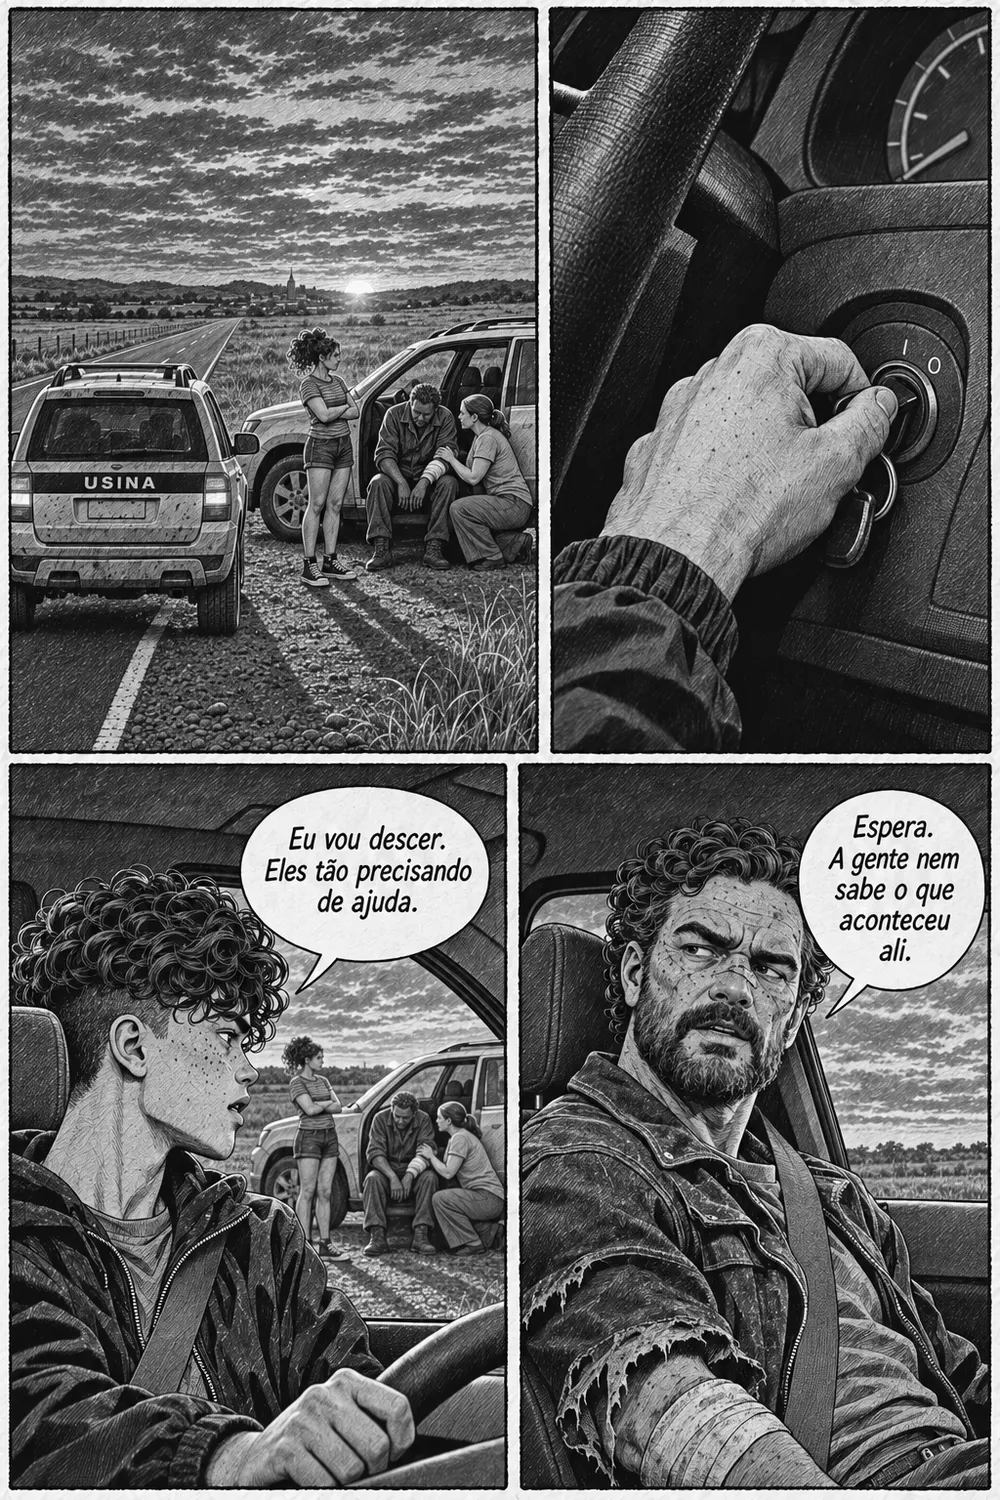 USINA
I O
Eu vou descer.
Eles tão precisando
de ajuda.
Espera.
A gente nem
sabe o que
aconteceu
ali.